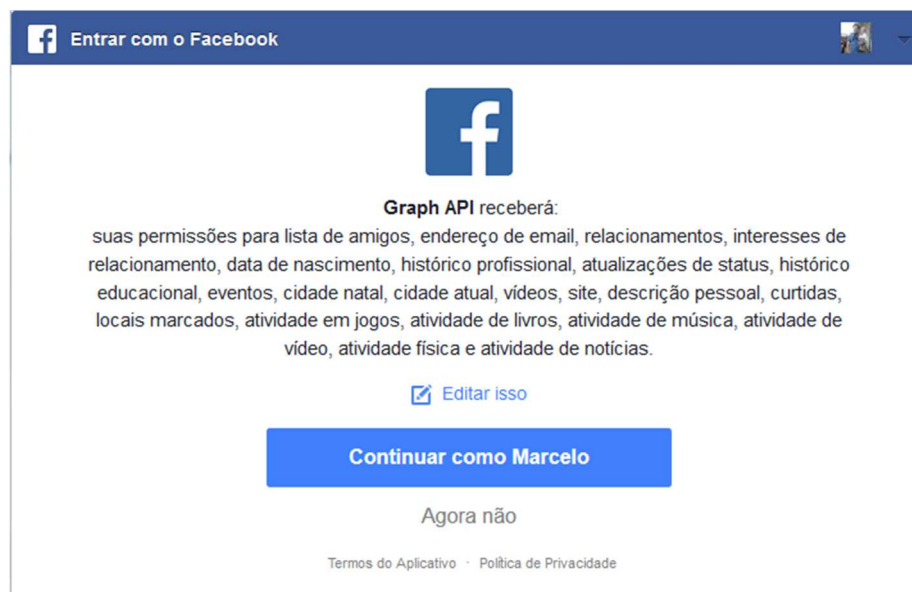 Entrar com o Facebook
Graph API receberá:
suas permissões para lista de amigos, endereço de email, relacionamentos, interesses de
relacionamento, data de nascimento, histórico profissional, atualizações de status, histórico
educacional, eventos, cidade natal, cidade atual, vídeos, site, descrição pessoal, curtidas,
locais marcados, atividade em jogos, atividade de livros, atividade de música, atividade de
vídeo, atividade física e atividade de notícias.
Editar isso
Continuar como Marcelo
Agora não
Termos do Aplicativo · Política de Privacidade